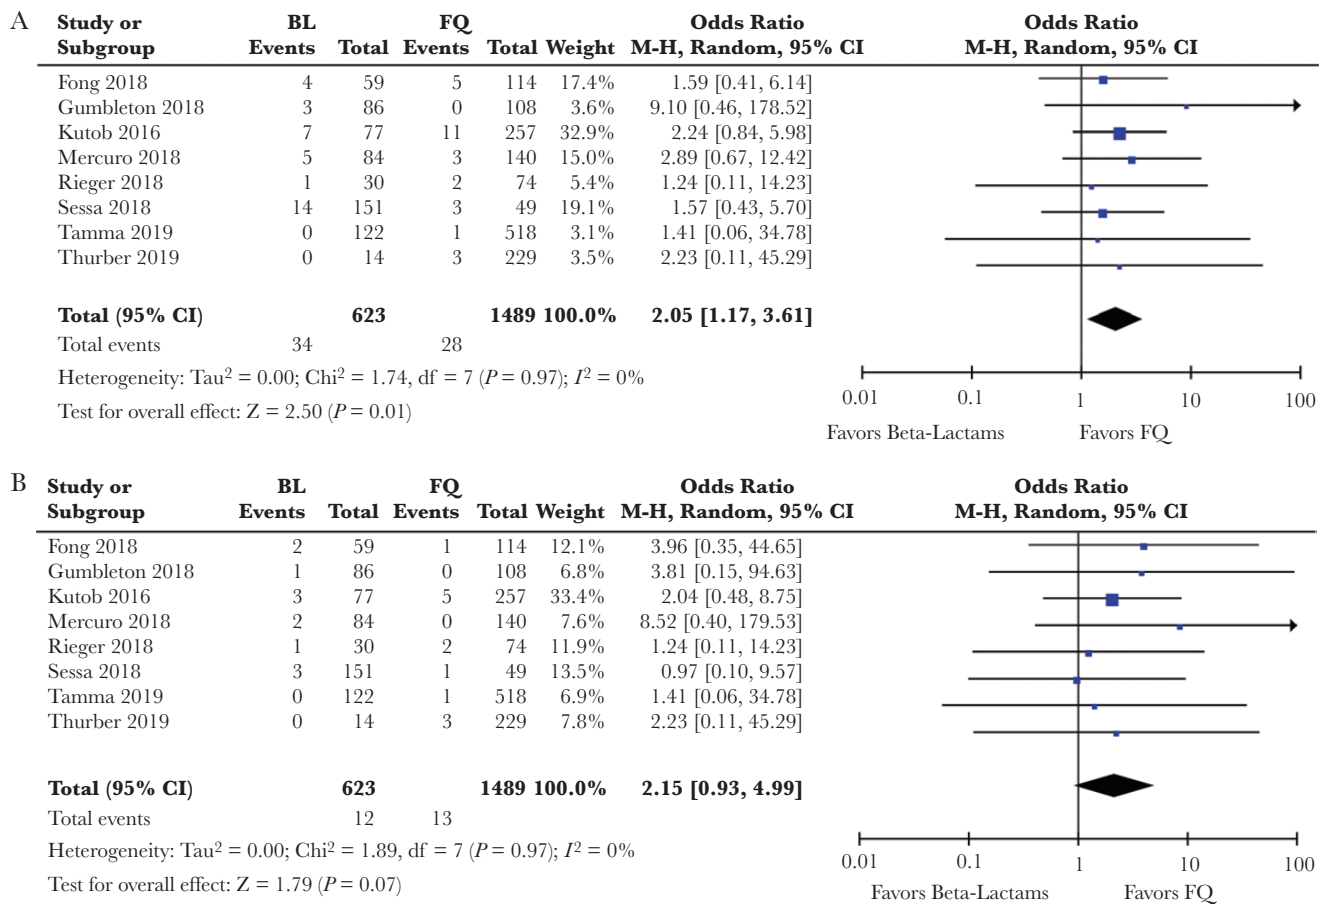 A Study or BL FQ Odds Ratio Odds Ratio
Subgroup Events Total Events Total Weight M-H, Random, 95% CI M-H, Random, 95% CI
Fong 2018 4 59 5 114 17.4% 1.59 [0.41, 6.14]
Gumbleton 2018 3 86 0 108 3.6% 9.10 [0.46, 178.52]
Kutob 2016 7 77 11 257 32.9% 2.24 [0.84, 5.98]
Mercuro 2018 5 84 3 140 15.0% 2.89 [0.67, 12.42]
Rieger 2018 1 30 2 74 5.4% 1.24 [0.11, 14.23]
Sessa 2018 14 151 3 49 19.1% 1.57 [0.43, 5.70]
Tamma 2019 0 122 1 518 3.1% 1.41 [0.06, 34.78]
Thurber 2019 0 14 3 229 3.5% 2.23 [0.11, 45.29]
Total (95% CI) 623 1489 100.0% 2.05 [1.17, 3.61]
Total events 34 28
Heterogeneity: Tau² = 0.00; Chi² = 1.74, df = 7 (P = 0.97); I² = 0%
Test for overall effect: Z = 2.50 (P = 0.01)
0.01 0.1 1 10 100
Favors Beta-Lactams Favors FQ
B Study or BL FQ Odds Ratio Odds Ratio
Subgroup Events Total Events Total Weight M-H, Random, 95% CI M-H, Random, 95% CI
Fong 2018 2 59 1 114 12.1% 3.96 [0.35, 44.65]
Gumbleton 2018 1 86 0 108 6.8% 3.81 [0.15, 94.63]
Kutob 2016 3 77 5 257 33.4% 2.04 [0.48, 8.75]
Mercuro 2018 2 84 0 140 7.6% 8.52 [0.40, 179.53]
Rieger 2018 1 30 2 74 11.9% 1.24 [0.11, 14.23]
Sessa 2018 3 151 1 49 13.5% 0.97 [0.10, 9.57]
Tamma 2019 0 122 1 518 6.9% 1.41 [0.06, 34.78]
Thurber 2019 0 14 3 229 7.8% 2.23 [0.11, 45.29]
Total (95% CI) 623 1489 100.0% 2.15 [0.93, 4.99]
Total events 12 13
Heterogeneity: Tau² = 0.00; Chi² = 1.89, df = 7 (P = 0.97); I² = 0%
Test for overall effect: Z = 1.79 (P = 0.07)
0.01 0.1 1 10 100
Favors Beta-Lactams Favors FQ